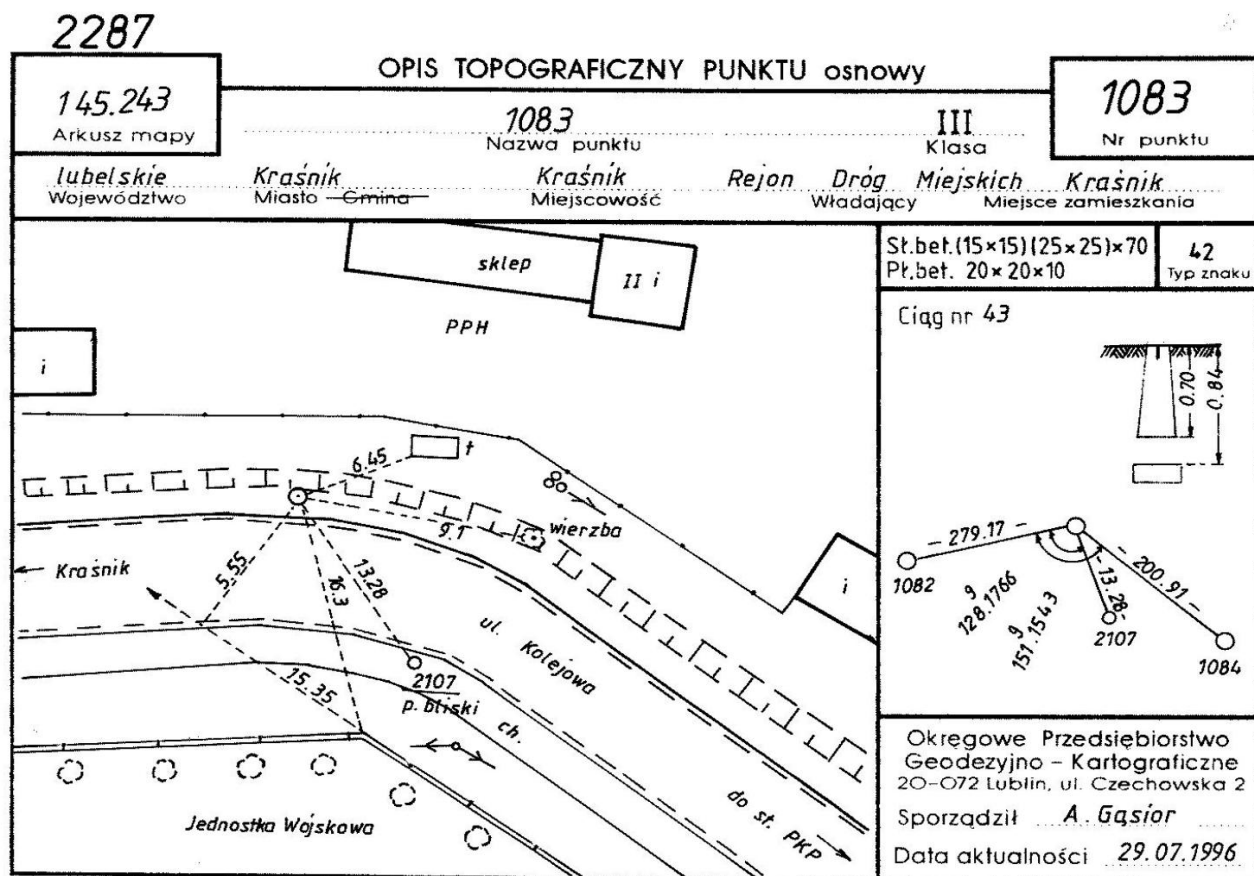 2287
OPIS TOPOGRAFICZNY PUNKTU osnowy
145.243
Arkusz mapy
1083
Nazwa punktu
III
Klasa
1083
Nr punktu
lubelskie Kraśnik Kraśnik Rejon Dróg Miejskich Kraśnik
Województwo Miasto Gmina Miejscowość Władający Miejsce zamieszkania
sklep
II i
PPH
i
t
6.45
wierzba
9.1
Kraśnik
5.55
16.3
13.28
i
ul. Kolejowa
2107
p. bliski
15.35
ch.
do st. PKP
Jednostka Wojskowa
St.bet.(15×15)(25×25)×70
Pt.bet. 20×20×10
42
Typ znaku
Ciąg nr 43
0.70
0.84
- 279.17 -
1082
128.1766 g
151.1543 g
-13.28-
2107
- 200.91 -
1084
Okręgowe Przedsiębiorstwo
Geodezyjno - Kartograficzne
20-072 Lublin, ul. Czechowska 2
Sporządził A. Gąsior
Data aktualności 29.07.1996